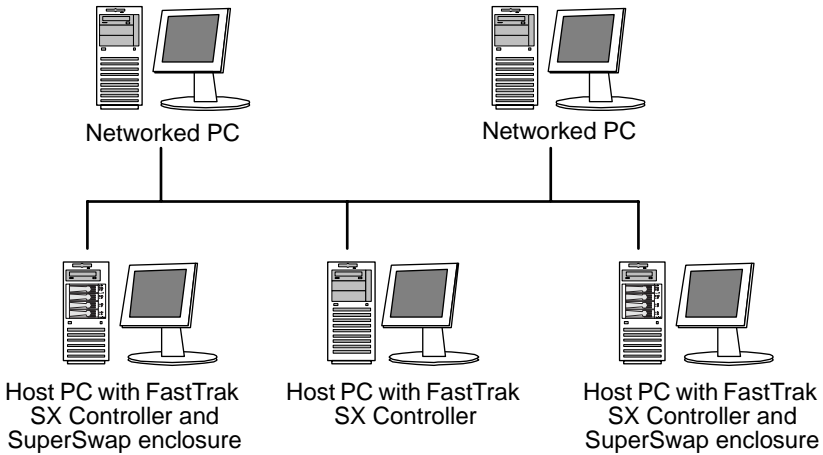 Networked PC
Networked PC
Host PC with FastTrak
SX Controller and
SuperSwap enclosure
Host PC with FastTrak
SX Controller
Host PC with FastTrak
SX Controller and
SuperSwap enclosure